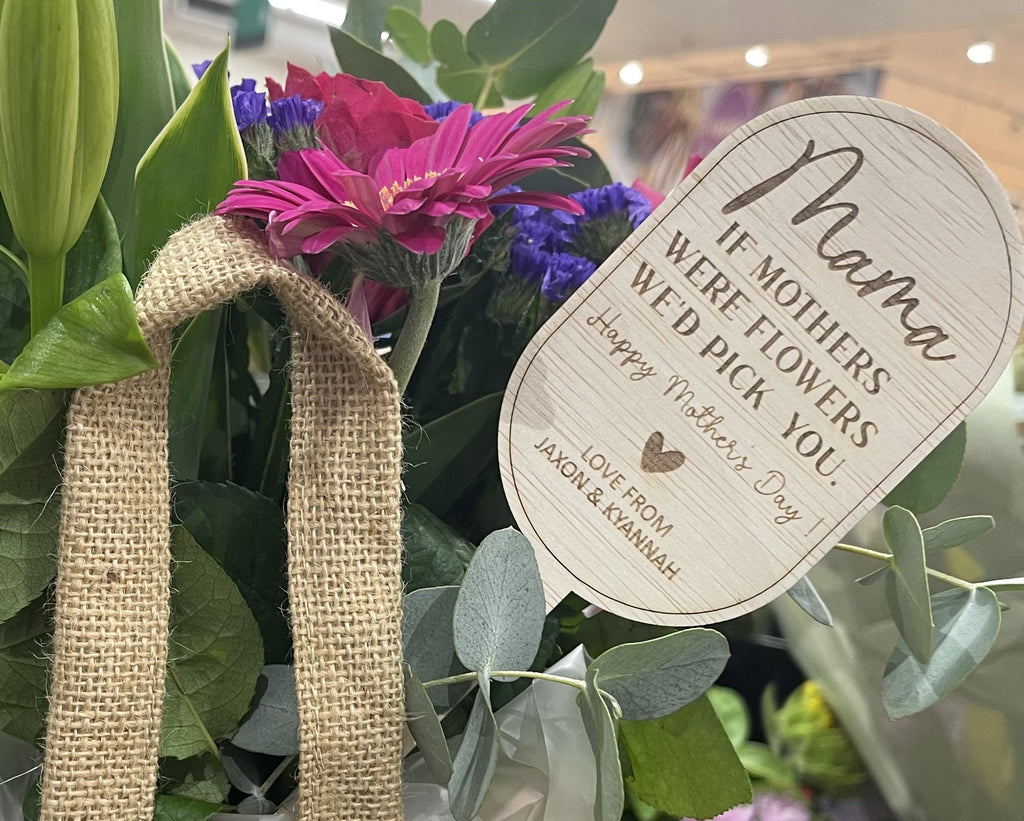 Mama
IF MOTHERS
WERE FLOWERS
WE'D PICK YOU.
Happy Mother's Day !
LOVE FROM
JAXON & KYANNAH